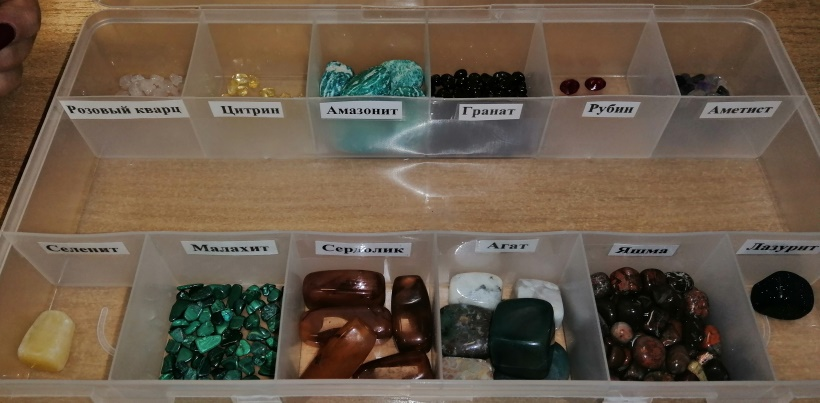 Розовый кварц
Цитрин
Амазонит
Гранат
Рубин
Аметист
Селенит
Малахит
Сердолик
Агат
Яшма
Лазурит